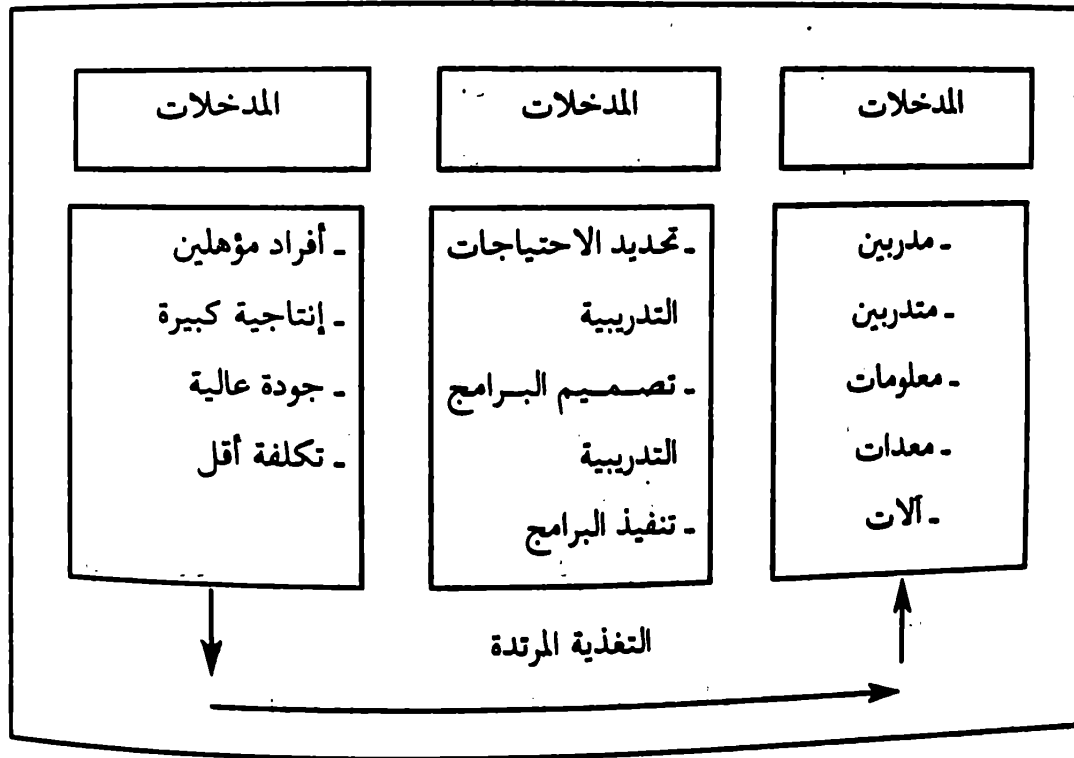 المدخلات
- مدربين
- متدربين
- معلومات
- معدات
- آلات
المدخلات
- تحديد الاحتياجات
التدريبية
- تصميم البرامج
التدريبية
- تنفيذ البرامج
المدخلات
- أفراد مؤهلين
- إنتاجية كبيرة
- جودة عالية
- تكلفة أقل
التغذية المرتدة